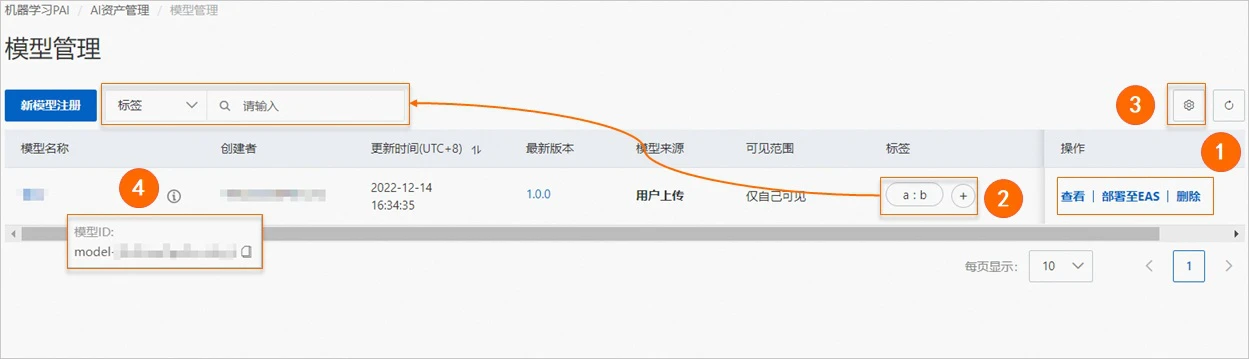 机器学习PAI / AI资产管理 / 模型管理
模型管理
新模型注册 标签 请输入 3
模型名称 创建者 更新时间(UTC+8) 最新版本 模型来源 可见范围 标签 操作 1
4 2022-12-14
16:34:35 1.0.0 用户上传 仅自己可见 a : b + 2 查看 | 部署至EAS | 删除
模型ID:
model-
每页显示: 10 1